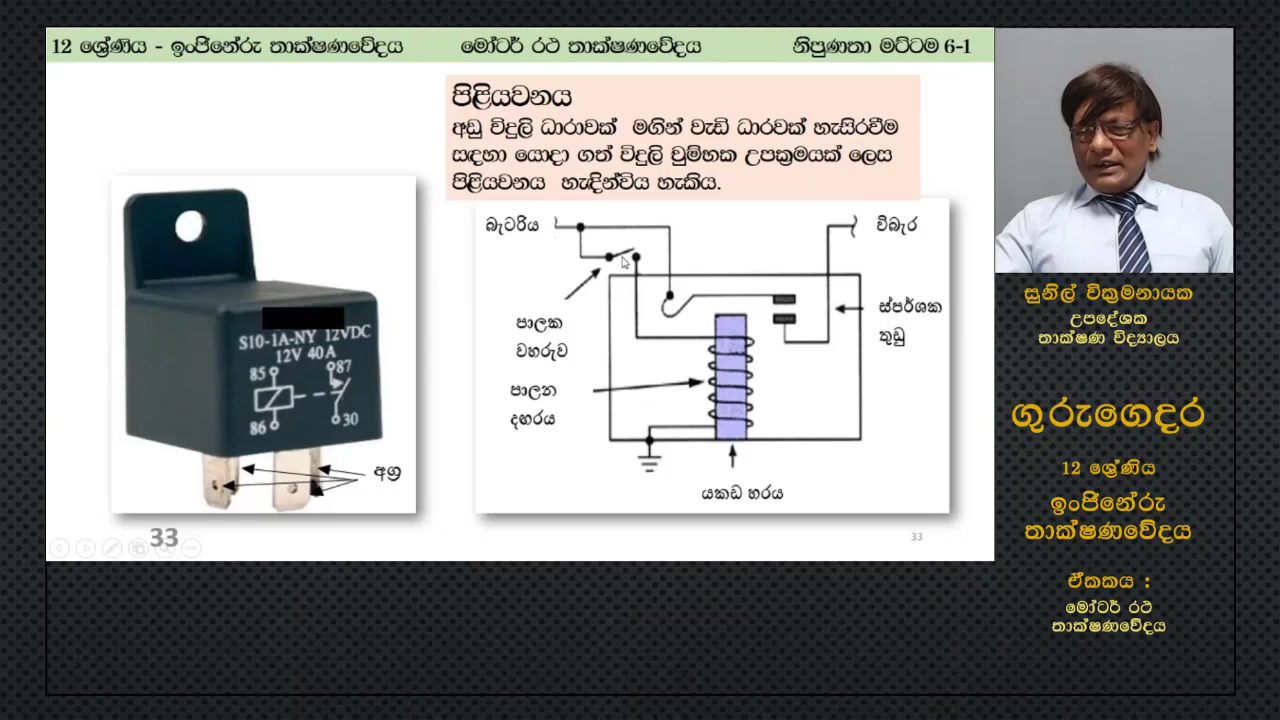 12 ශ්‍රේණිය - ඉංජිනේරු තාක්ෂණවේදය මෝටර් රථ තාක්ෂණවේදය නිපුණතා මට්ටම 6-1
පිළියවනය
අඩු විදුලි ධාරාවක් මගින් වැඩි ධාරවක් හැසිරවීම
සඳහා යොදා ගත් විදුලි චුම්භක උපක්‍රමයක් ලෙස
පිළියවනය හැඳින්විය හැකිය.
S10-1A-NY 12VDC
12V 40A
85 87
86 30
අග්‍ර
බැටරිය
විබැර
පාලක
වහරුව
ස්පර්ශක
තුඩු
පාලන
දඟරය
යකඩ හරය
33
33
සුනිල් වික්‍රමනායක
උපදේශක
තාක්ෂණ විද්‍යාලය
ගුරුගෙදර
12 ශ්‍රේණිය
ඉංජිනේරු
තාක්ෂණවේදය
ඒකකය :
මෝටර් රථ
තාක්ෂණවේදය